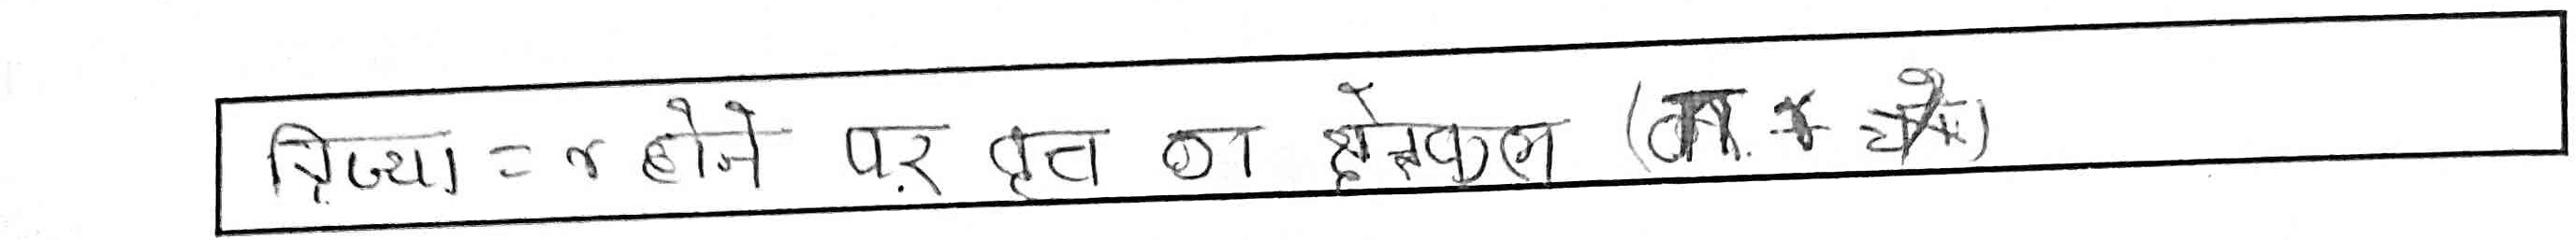 त्रिज्या = r होने पर वृत्त का क्षेत्रफल